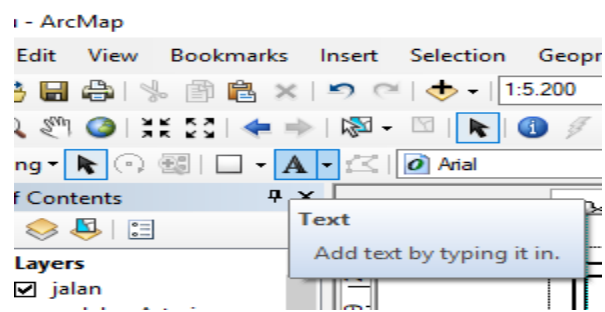 - ArcMap
Edit View Bookmarks Insert Selection Geopr
1:5.200
ng Arial
f Contents
Text
Add text by typing it in.
Layers
jalan